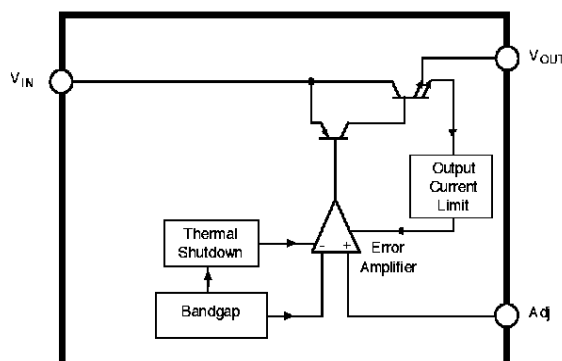 VIN
VOUT
Output
Current
Limit
Thermal
Shutdown
- +
Error
Amplifier
Bandgap
Adj